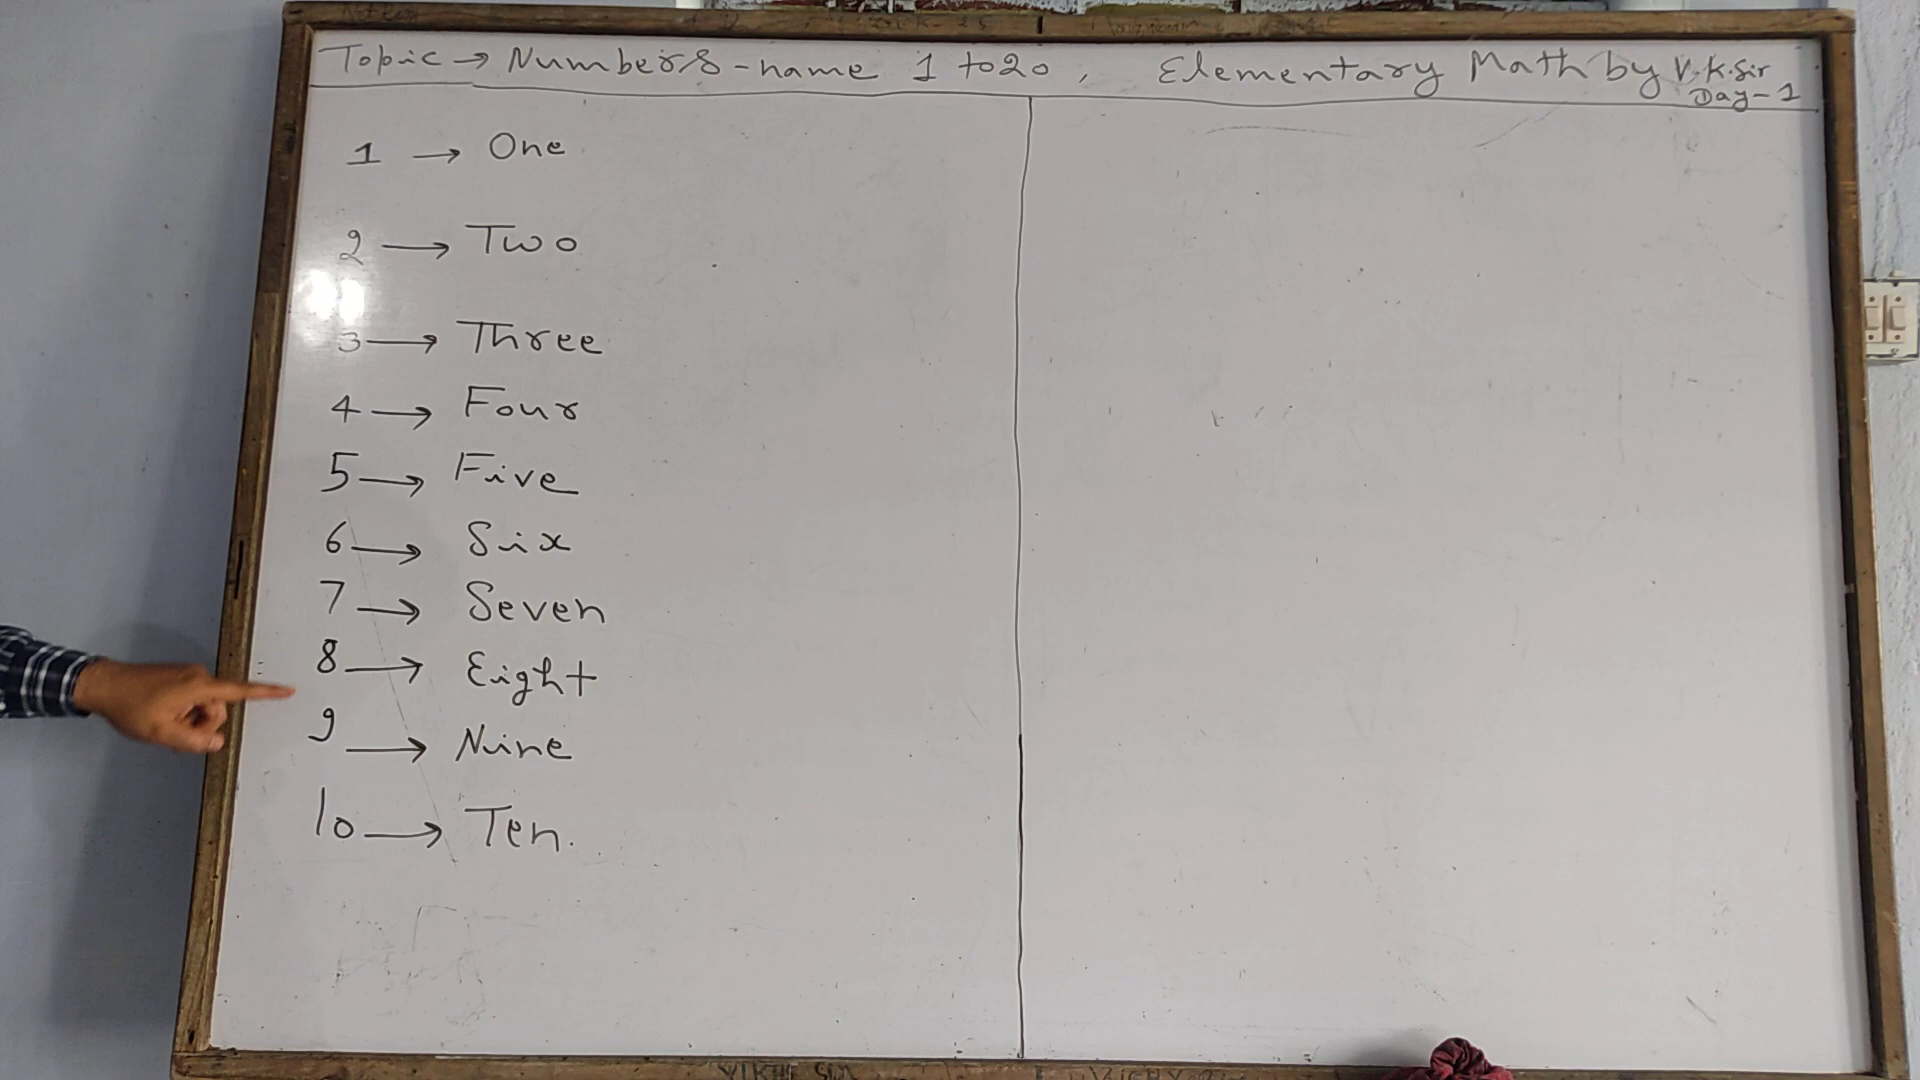 Topic → Numbers-name 1 to 20, Elementary Math by V.K.Sir
Day-1
1 → One
2 → Two
3 → Three
4 → Four
5 → Five
6 → Six
7 → Seven
8 → Eight
9 → Nine
10 → Ten.